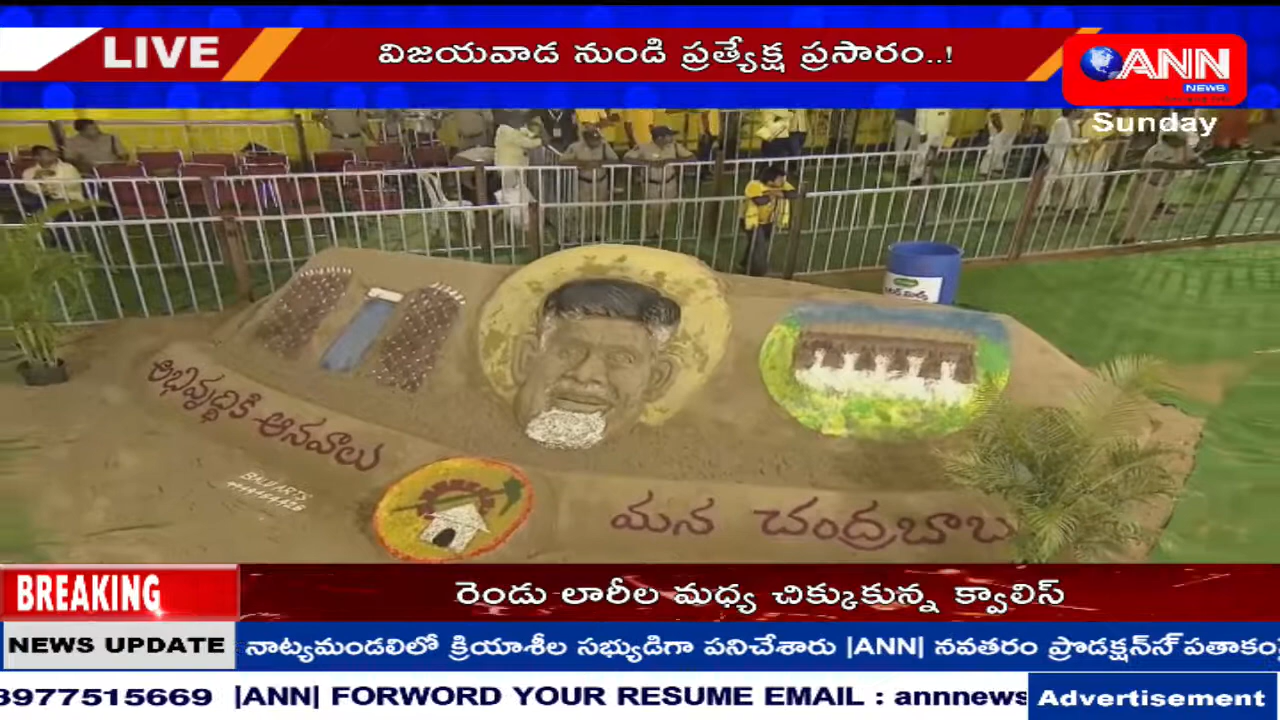 LIVE
విజయవాడ నుండి ప్రత్యేక్ష ప్రసారం..!
ANN
NEWS
Sunday
అభివృద్ధికి-ఆనవాలు
మన చంద్రబాబు
BREAKING
రెండు లారీల మధ్య చిక్కుకున్న క్వాలిస్
NEWS UPDATE
నాట్యమండలిలో క్రియాశీల సభ్యుడిగా పనిచేశారు |ANN| నవతరం ప్రొడక్షన్స్ పతాకం
8977515669 |ANN| FORWORD YOUR RESUME EMAIL : annnews
Advertisement